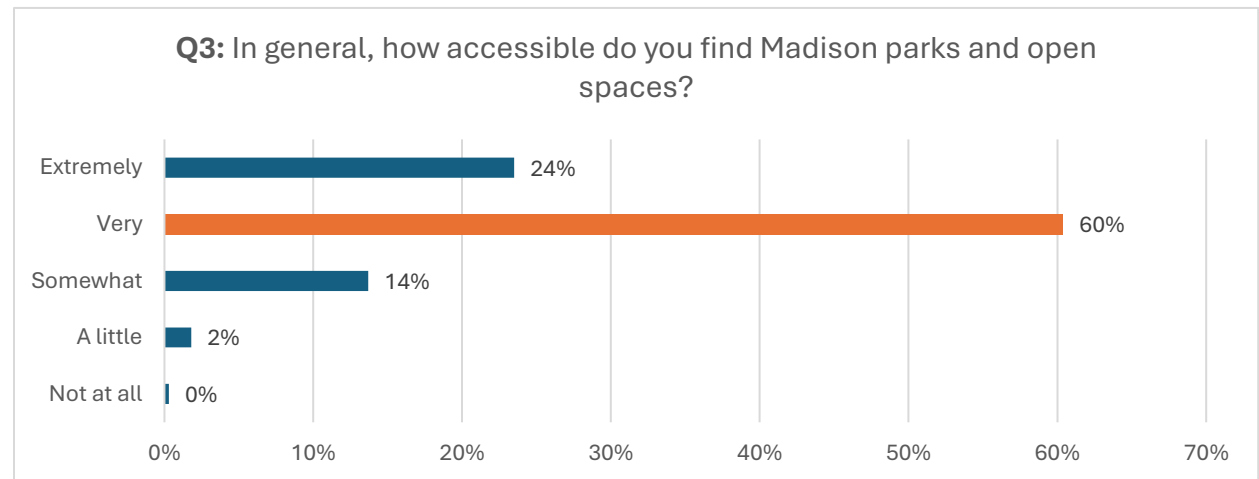 Q3: In general, how accessible do you find Madison parks and open
spaces?
Extremely 24%
Very 60%
Somewhat 14%
A little 2%
Not at all 0%
0% 10% 20% 30% 40% 50% 60% 70%